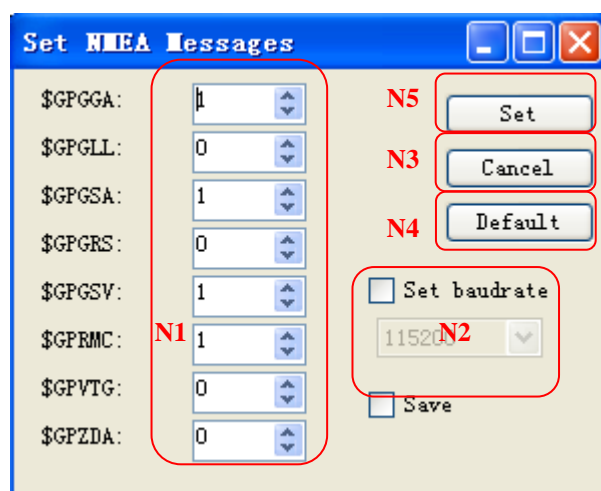 Set NMEA Messages
$GPGGA: 1 N5 Set
$GPGLL: 0 N3 Cancel
$GPGSA: 1 N4 Default
$GPGRS: 0
$GPGSV: 1 Set baudrate
$GPRMC: N1 1 115200 N2
$GPVTG: 0 Save
$GPZDA: 0